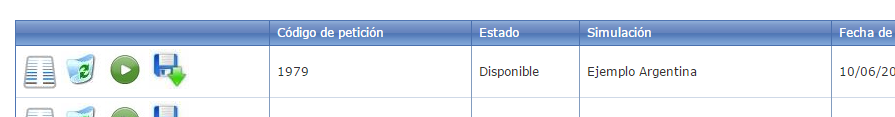 Código de petición Estado Simulación Fecha de
1979 Disponible Ejemplo Argentina 10/06/20